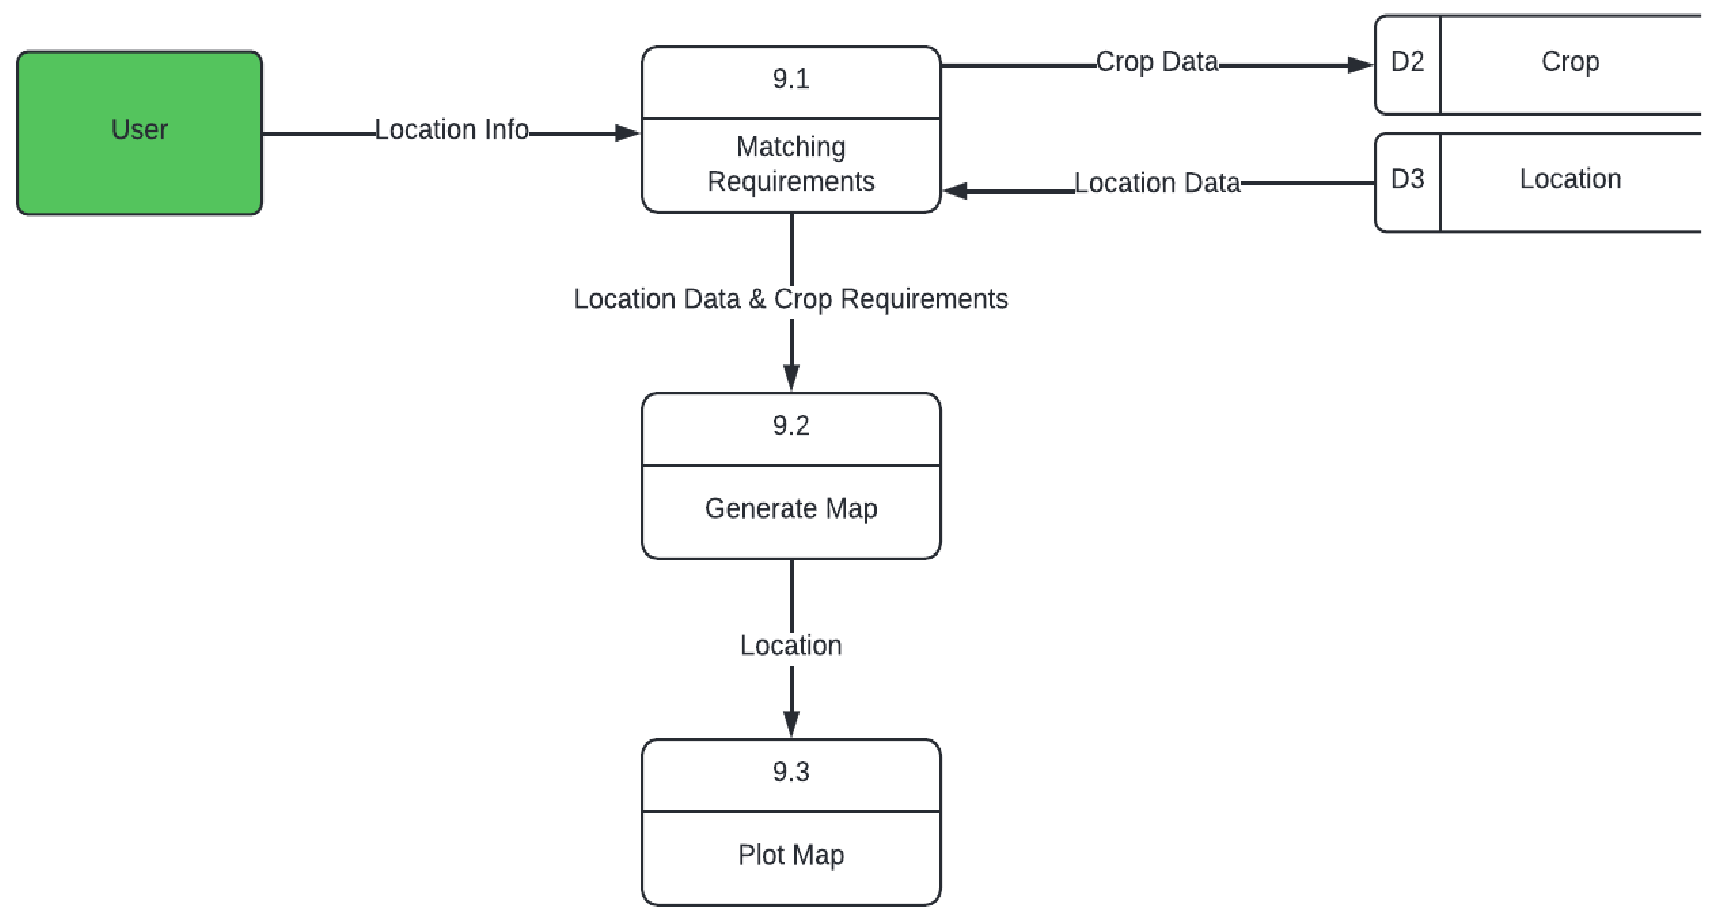 User
Location Info
9.1
Matching
Requirements
Crop Data
D2
Crop
Location Data
D3
Location
Location Data & Crop Requirements
9.2
Generate Map
Location
9.3
Plot Map